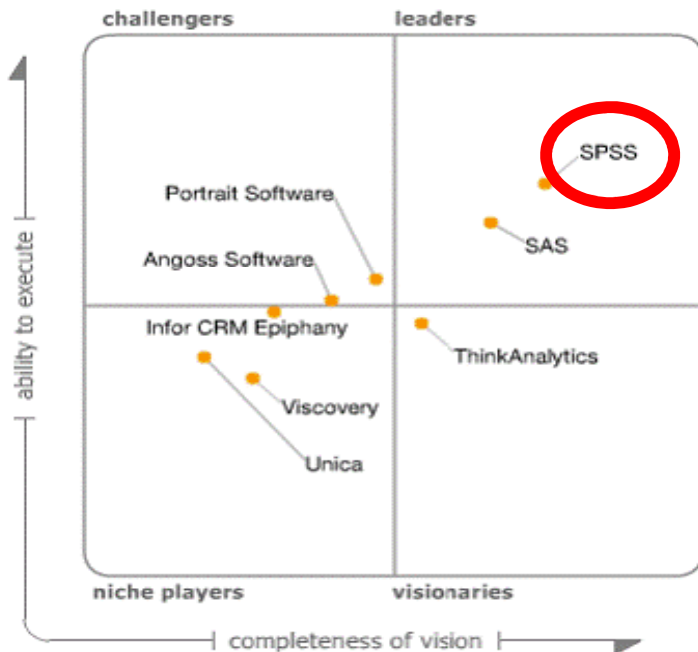 challengers
leaders
SPSS
Portrait Software
SAS
Angoss Software
Infor CRM Epiphany
ThinkAnalytics
Viscovery
Unica
ability to execute
niche players
visionaries
completeness of vision